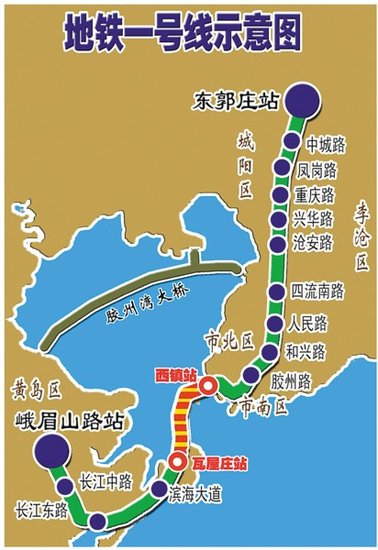 地铁一号线示意图
东郭庄站
中城路
城阳区
凤岗路
重庆路
兴华路
李沧区
沧安路
四流南路
胶州湾大桥
人民路
市北区
和兴路
西镇站
胶州路
黄岛区
市南区
峨眉山路站
瓦屋庄站
长江中路
滨海大道
长江东路